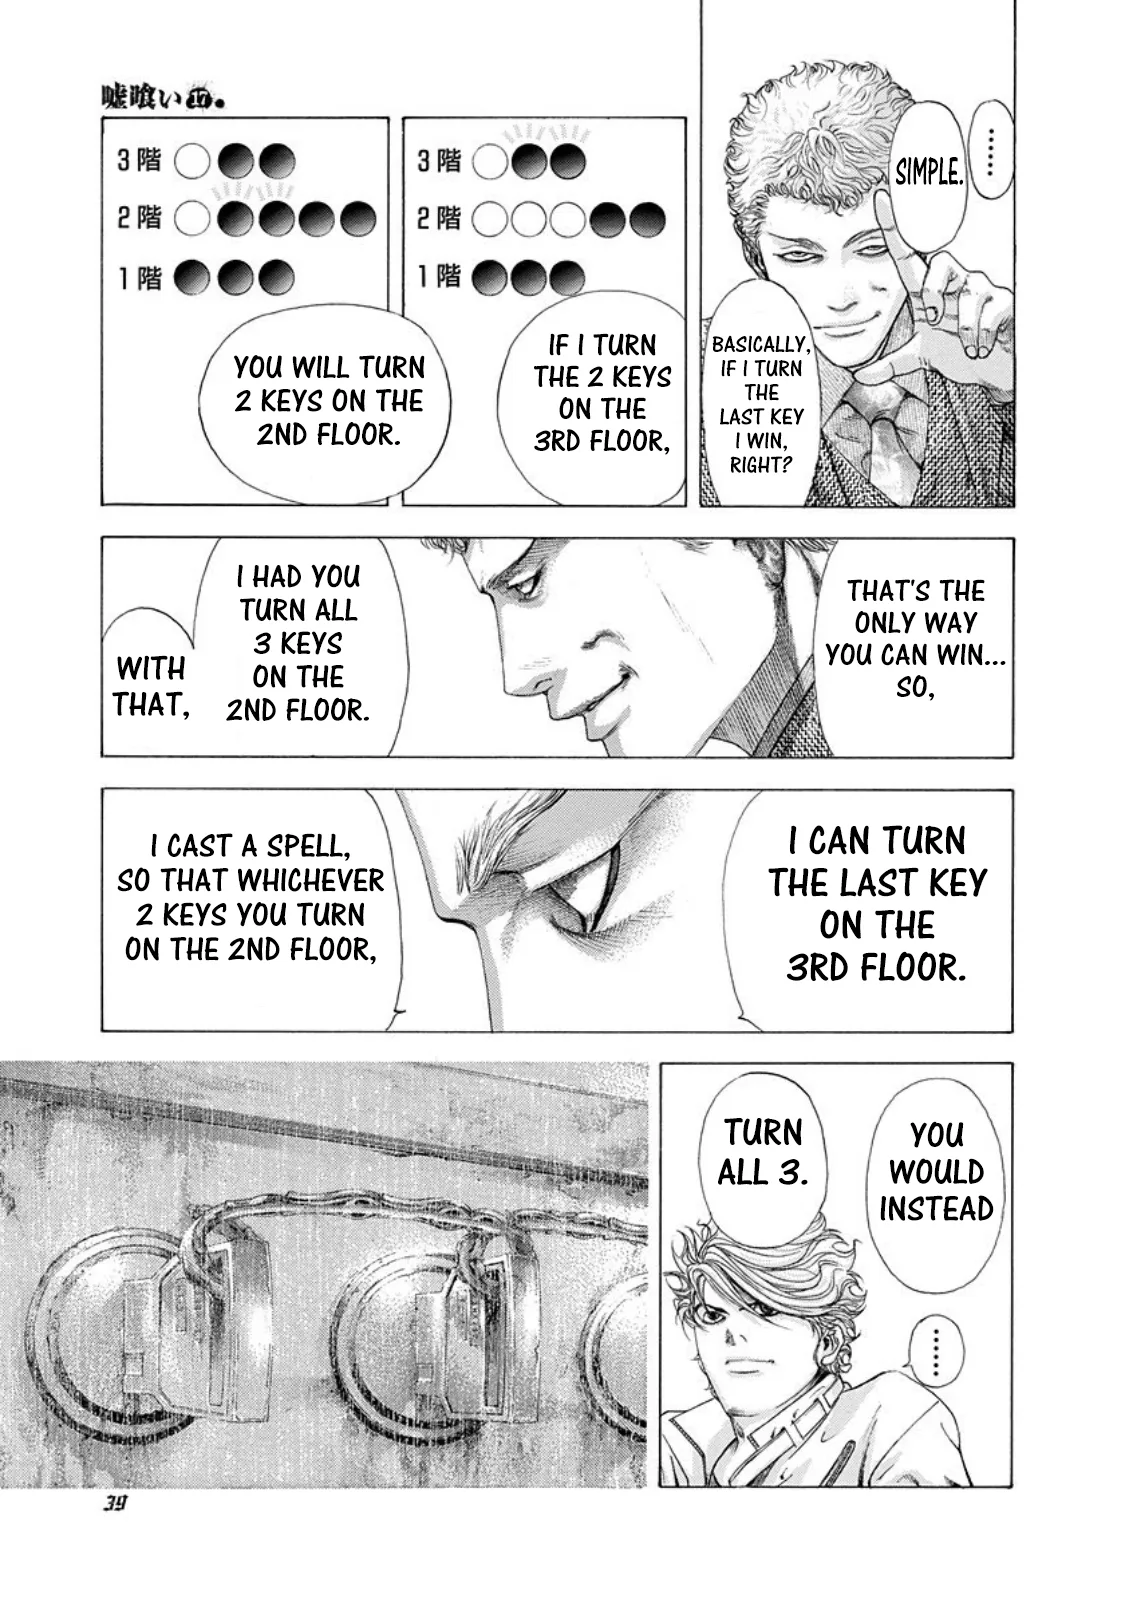 嘘喰い 17
……
SIMPLE.
BASICALLY,
IF I TURN
THE
LAST KEY
I WIN,
RIGHT?
3階
2階
1階
IF I TURN
THE 2 KEYS
ON THE
3RD FLOOR,
3階
2階
1階
YOU WILL TURN
2 KEYS ON THE
2ND FLOOR.
THAT'S THE
ONLY WAY
YOU CAN WIN...
SO,
I HAD YOU
TURN ALL
3 KEYS
ON THE
2ND FLOOR.
WITH
THAT,
I CAN TURN
THE LAST KEY
ON THE
3RD FLOOR.
I CAST A SPELL,
SO THAT WHICHEVER
2 KEYS YOU TURN
ON THE 2ND FLOOR,
YOU
WOULD
INSTEAD
TURN
ALL 3.
……
39